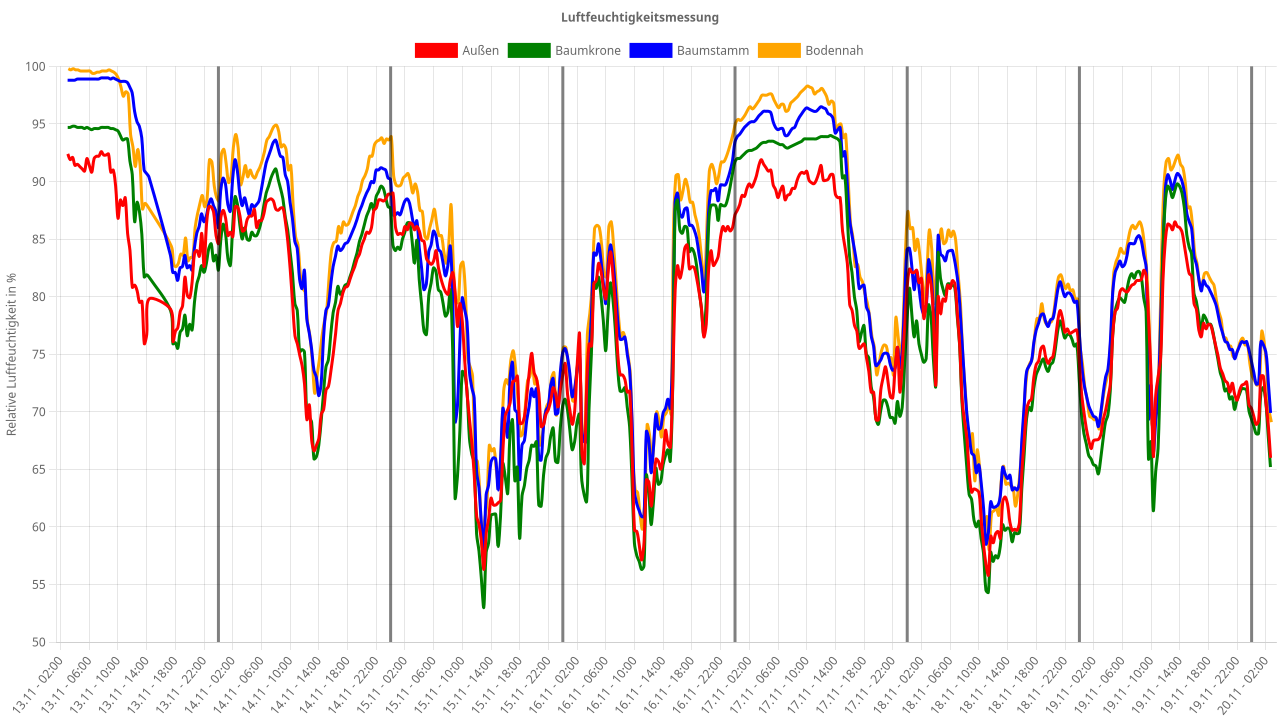 Luftfeuchtigkeitsmessung
Außen
Baumkrone
Baumstamm
Bodennah
Relative Luftfeuchtigkeit in %
100
95
90
85
80
75
70
65
60
55
50
13.11 - 02:00
13.11 - 06:00
13.11 - 10:00
13.11 - 14:00
13.11 - 18:00
13.11 - 22:00
14.11 - 02:00
14.11 - 06:00
14.11 - 10:00
14.11 - 14:00
14.11 - 18:00
14.11 - 22:00
15.11 - 02:00
15.11 - 06:00
15.11 - 10:00
15.11 - 14:00
15.11 - 18:00
15.11 - 22:00
16.11 - 02:00
16.11 - 06:00
16.11 - 10:00
16.11 - 14:00
16.11 - 18:00
16.11 - 22:00
17.11 - 02:00
17.11 - 06:00
17.11 - 10:00
17.11 - 14:00
17.11 - 18:00
17.11 - 22:00
18.11 - 02:00
18.11 - 06:00
18.11 - 10:00
18.11 - 14:00
18.11 - 18:00
18.11 - 22:00
19.11 - 02:00
19.11 - 06:00
19.11 - 10:00
19.11 - 14:00
19.11 - 18:00
19.11 - 22:00
20.11 - 02:00